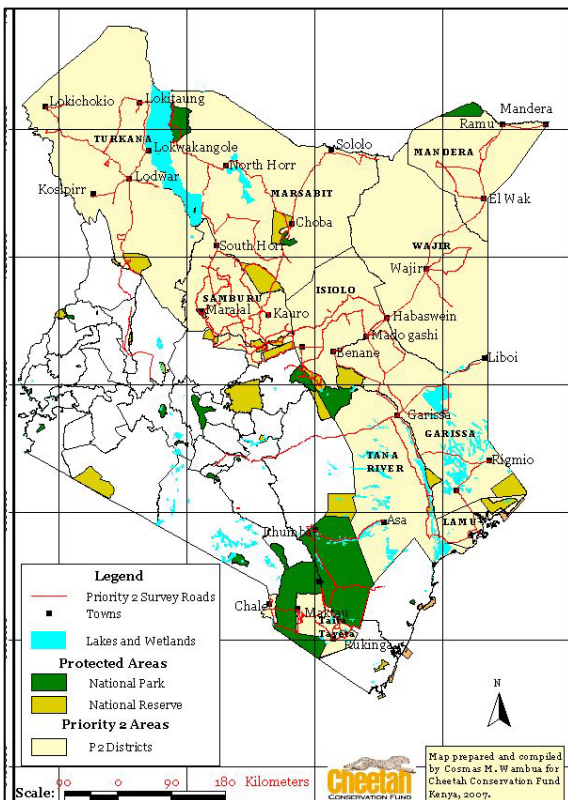 Mandera
Lokichokio
Lokitaung
Ramu
TURKANA
Lokwakangole
Sololo
MANDERA
North Horr
Lodwar
Koslpirr
MARSABIT
El Wak
Choba
South Horr
WAJIR
Wajir
ISIOLO
SAMBURU
Maralal
Kauro
Habaswein
Mado gashi
Benane
Liboi
Garissa
GARISSA
TANA
RIVER
Rigmio
Asa
LAMU
Legend
Priority 2 Survey Roads
Towns
Lakes and Wetlands
Protected Areas
National Park
National Reserve
Priority 2 Areas
P2 Districts
Chale
Maktau
Taita
Taveta
Rukinga
N
Map prepared and compiled
by Cosmas M. Wambua for
Cheetah Conservation Fund
Kenya, 2007.
Cheetah
CONSERVATION FUND
90 0 90 180 Kilometers
Scale: